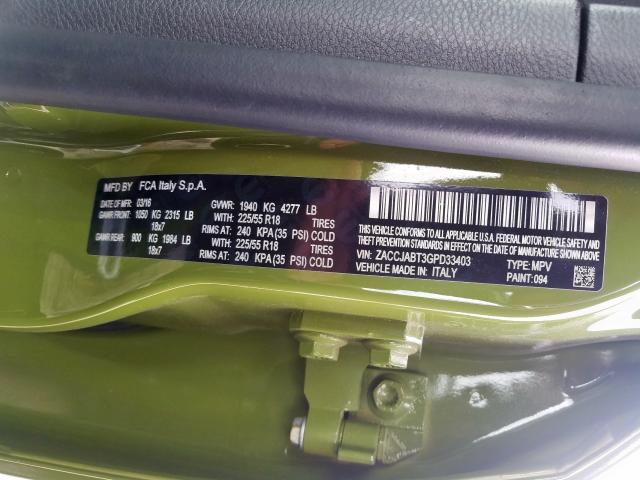 MFD BY FCA Italy S.p.A.
03/16 GVWR: 1940 KG 4277 LB
GAWR FRONT: 1050 KG 2315 LB WITH: 225/55 R18 TIRES
18x7 RIMS AT: 240 KPA(35 PSI) COLD
GAWR REAR: 900 KG 1984 LB WITH: 225/55 R18 TIRES
18x7 RIMS AT: 240 KPA(35 PSI) COLD
THIS VEHICLE CONFORMS TO ALL APPLICABLE U.S.A. FEDERAL MOTOR VEHICLE SAFETY
AND THEFT PREVENTION STANDARDS IN EFFECT ON THE DATE OF MANUFACTURE SHOWN ABOVE.
VIN: ZACCJABT3GPD33403 TYPE: MPV
VEHICLE MADE IN: ITALY PAINT: 094